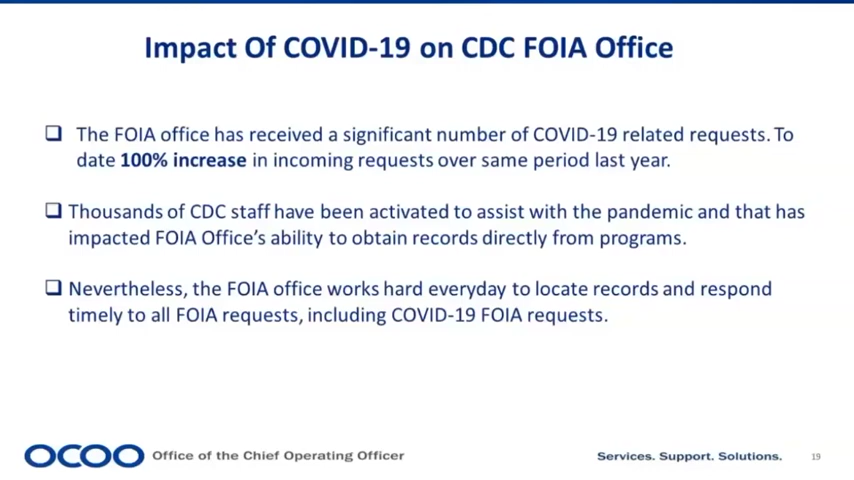 Impact Of COVID-19 on CDC FOIA Office
❑ The FOIA office has received a significant number of COVID-19 related requests. To
date 100% increase in incoming requests over same period last year.
❑ Thousands of CDC staff have been activated to assist with the pandemic and that has
impacted FOIA Office's ability to obtain records directly from programs.
❑ Nevertheless, the FOIA office works hard everyday to locate records and respond
timely to all FOIA requests, including COVID-19 FOIA requests.
OCOO Office of the Chief Operating Officer Services. Support. Solutions. 19